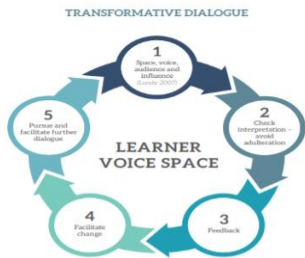 TRANSFORMATIVE DIALOGUE
1
Space, voice,
audience and
influence
(Lundy 2007)
2
Check
interpretation –
avoid
adulteration
3
Feedback
4
Facilitate
change
5
Pursue and
facilitate further
dialogue
LEARNER
VOICE SPACE